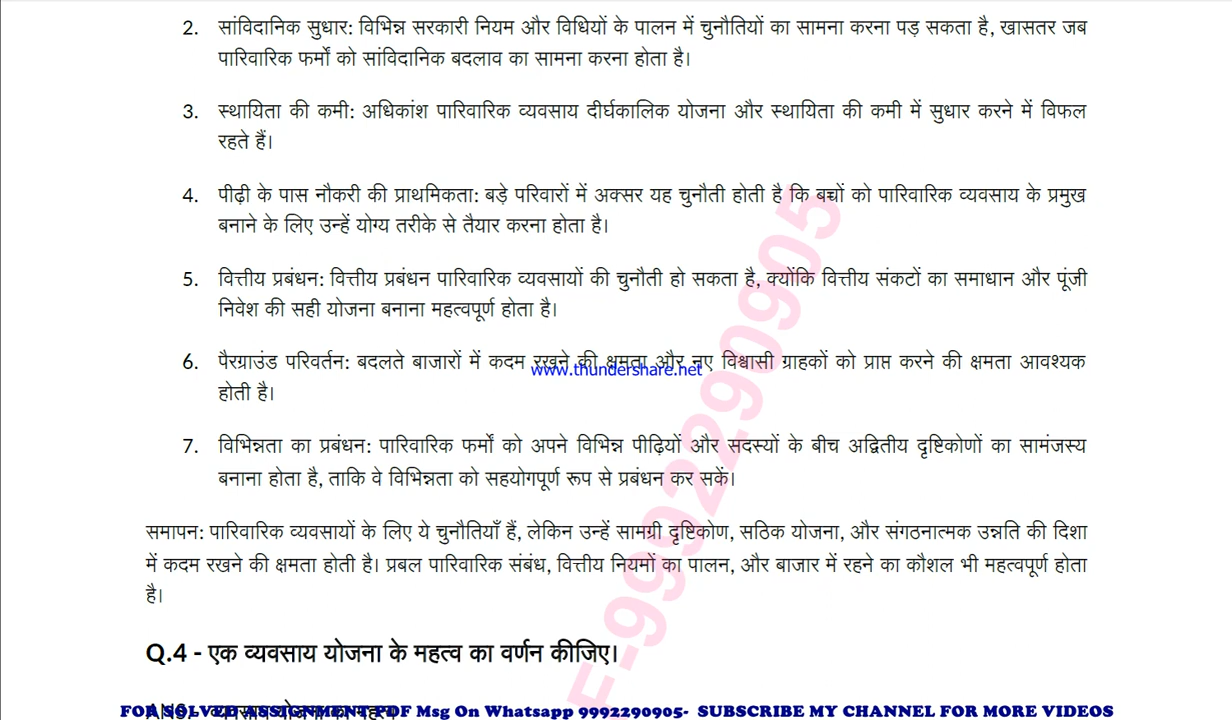 2. सांविदानिक सुधार: विभिन्न सरकारी नियम और विधियों के पालन में चुनौतियों का सामना करना पड़ सकता है, खासतर जब
पारिवारिक फर्मों को सांविदानिक बदलाव का सामना करना होता है।
3. स्थायिता की कमी: अधिकांश पारिवारिक व्यवसाय दीर्घकालिक योजना और स्थायिता की कमी में सुधार करने में विफल
रहते हैं।
4. पीढ़ी के पास नौकरी की प्राथमिकता: बड़े परिवारों में अक्सर यह चुनौती होती है कि बच्चों को पारिवारिक व्यवसाय के प्रमुख
बनाने के लिए उन्हें योग्य तरीके से तैयार करना होता है।
5. वित्तीय प्रबंधन: वित्तीय प्रबंधन पारिवारिक व्यवसायों की चुनौती हो सकता है, क्योंकि वित्तीय संकटों का समाधान और पूंजी
निवेश की सही योजना बनाना महत्वपूर्ण होता है।
6. पैरग्राउंड परिवर्तन: बदलते बाजारों में कदम रखने की क्षमता और नए विश्वासी ग्राहकों को प्राप्त करने की क्षमता आवश्यक
www.thundershare.net
होती है।
7. विभिन्नता का प्रबंधन: पारिवारिक फर्मों को अपने विभिन्न पीढ़ियों और सदस्यों के बीच अद्वितीय दृष्टिकोणों का सामंजस्य
बनाना होता है, ताकि वे विभिन्नता को सहयोगपूर्ण रूप से प्रबंधन कर सकें।
समापन: पारिवारिक व्यवसायों के लिए ये चुनौतियाँ हैं, लेकिन उन्हें सामग्री दृष्टिकोण, सठिक योजना, और संगठनात्मक उन्नति की दिशा
में कदम रखने की क्षमता होती है। प्रबल पारिवारिक संबंध, वित्तीय नियमों का पालन, और बाजार में रहने का कौशल भी महत्वपूर्ण होता
है।
Q.4 - एक व्यवसाय योजना के महत्व का वर्णन कीजिए।
ANS.- व्यवसाय योजना का महत्व
FOR SOLVED ASSIGNMENT PDF Msg On Whatsapp 9992290905- SUBSCRIBE MY CHANNEL FOR MORE VIDEOS
E-9992290905